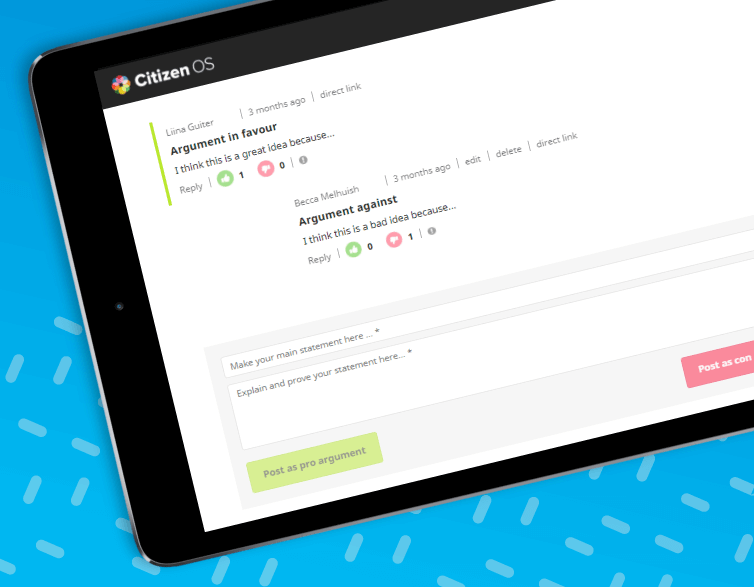 Citizen OS
Liina Guiter | 3 months ago | direct link
Argument in favour
I think this is a great idea because...
Reply | 1 0 |
Becca Melhuish | 3 months ago | edit | delete | direct link
Argument against
I think this is a bad idea because...
Reply | 0 1 |
Make your main statement here ... *
Explain and prove your statement here... *
Post as con
Post as pro argument